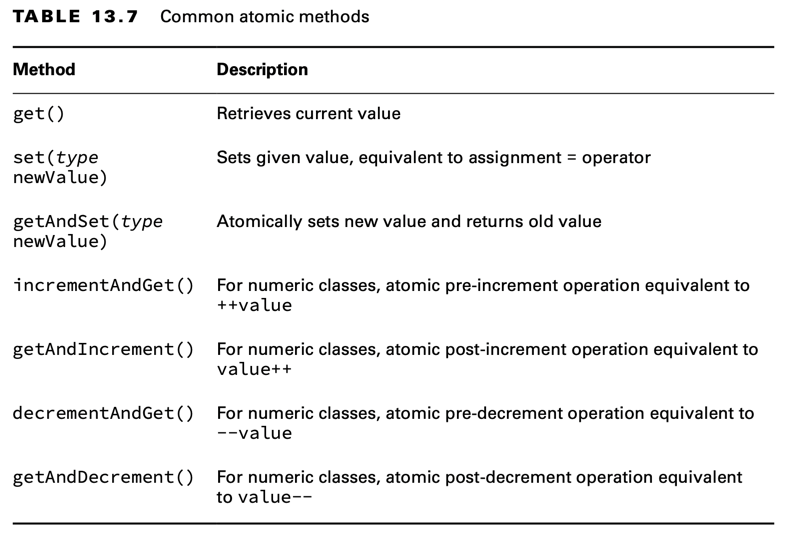 TABLE 13.7 Common atomic methods
Method Description
get() Retrieves current value
set(type Sets given value, equivalent to assignment = operator
newValue)
getAndSet(type Atomically sets new value and returns old value
newValue)
incrementAndGet() For numeric classes, atomic pre-increment operation equivalent to
++value
getAndIncrement() For numeric classes, atomic post-increment operation equivalent to
value++
decrementAndGet() For numeric classes, atomic pre-decrement operation equivalent to
--value
getAndDecrement() For numeric classes, atomic post-decrement operation equivalent
to value--